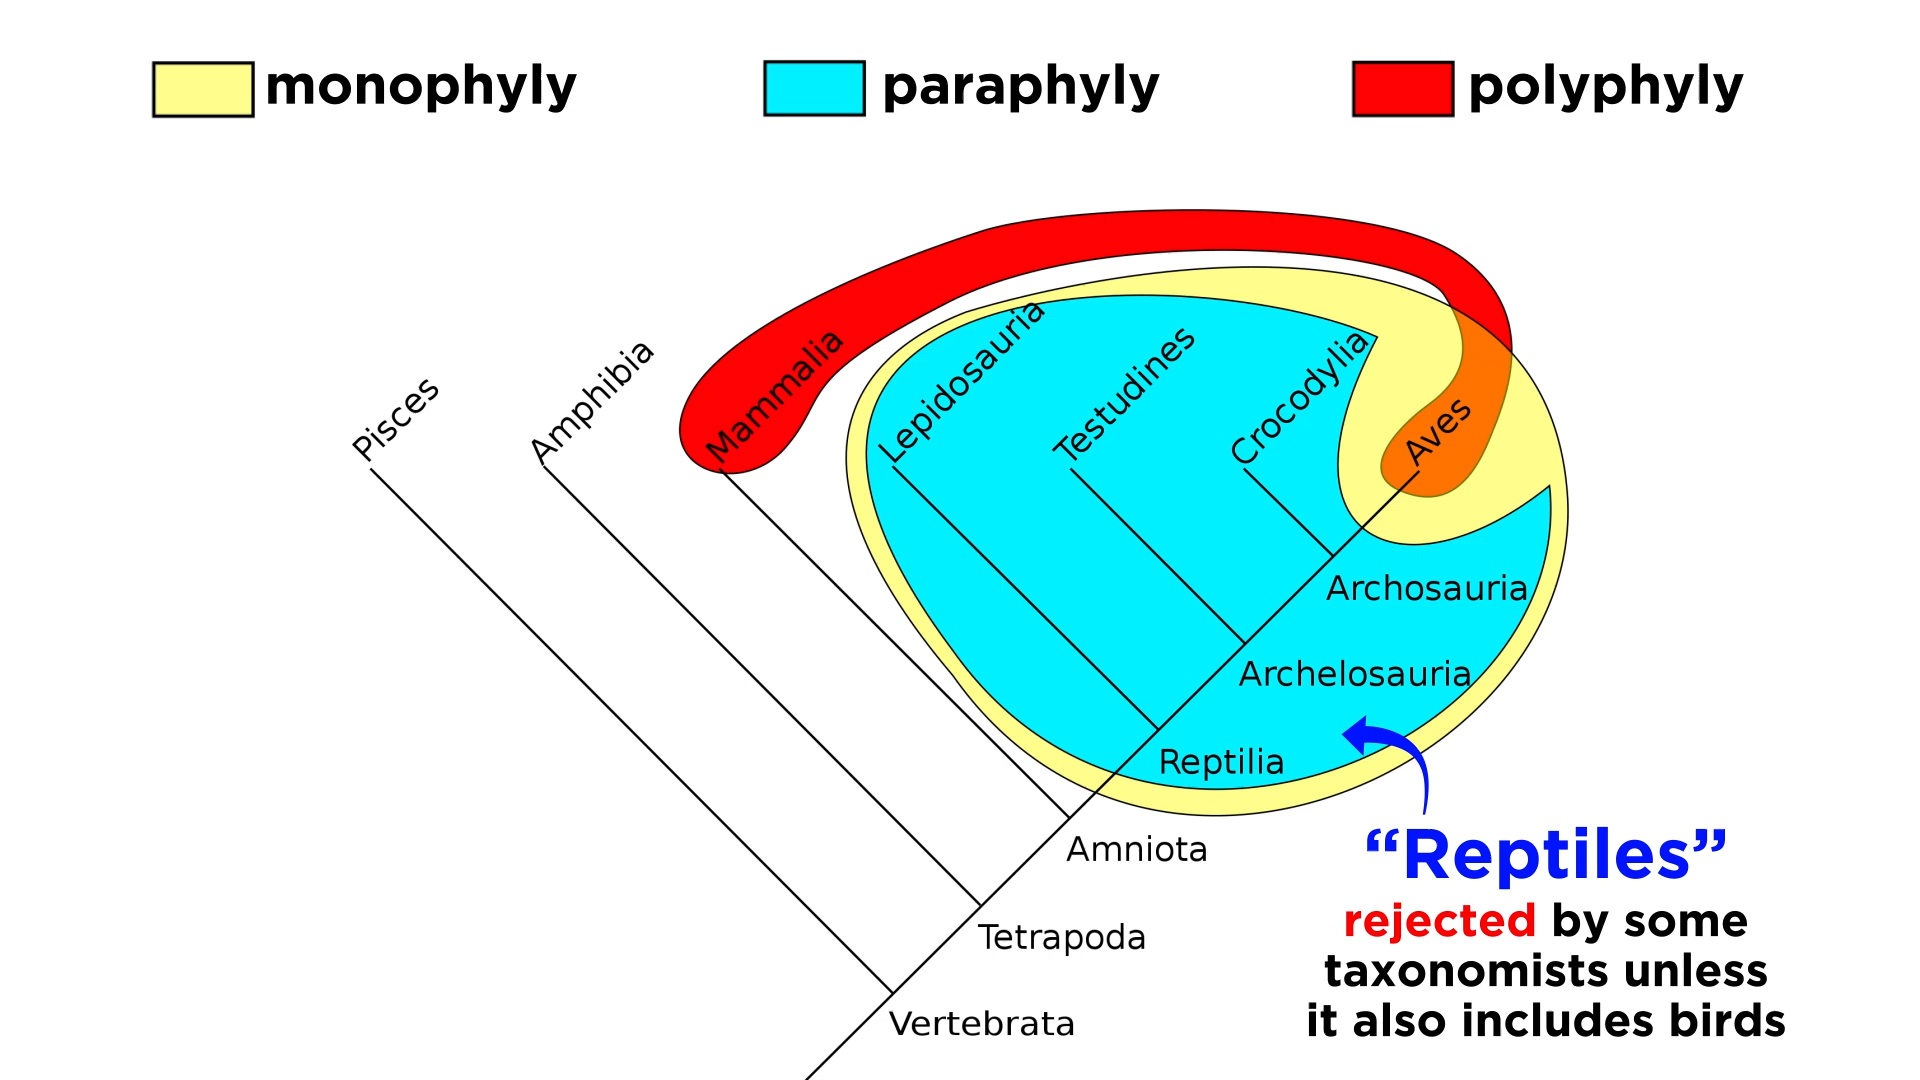 monophyly
paraphyly
polyphyly
Pisces
Amphibia
Mammalia
Lepidosauria
Testudines
Crocodylia
Aves
Archosauria
Archelosauria
Reptilia
Amniota
Tetrapoda
Vertebrata
“Reptiles”
rejected by some
taxonomists unless
it also includes birds